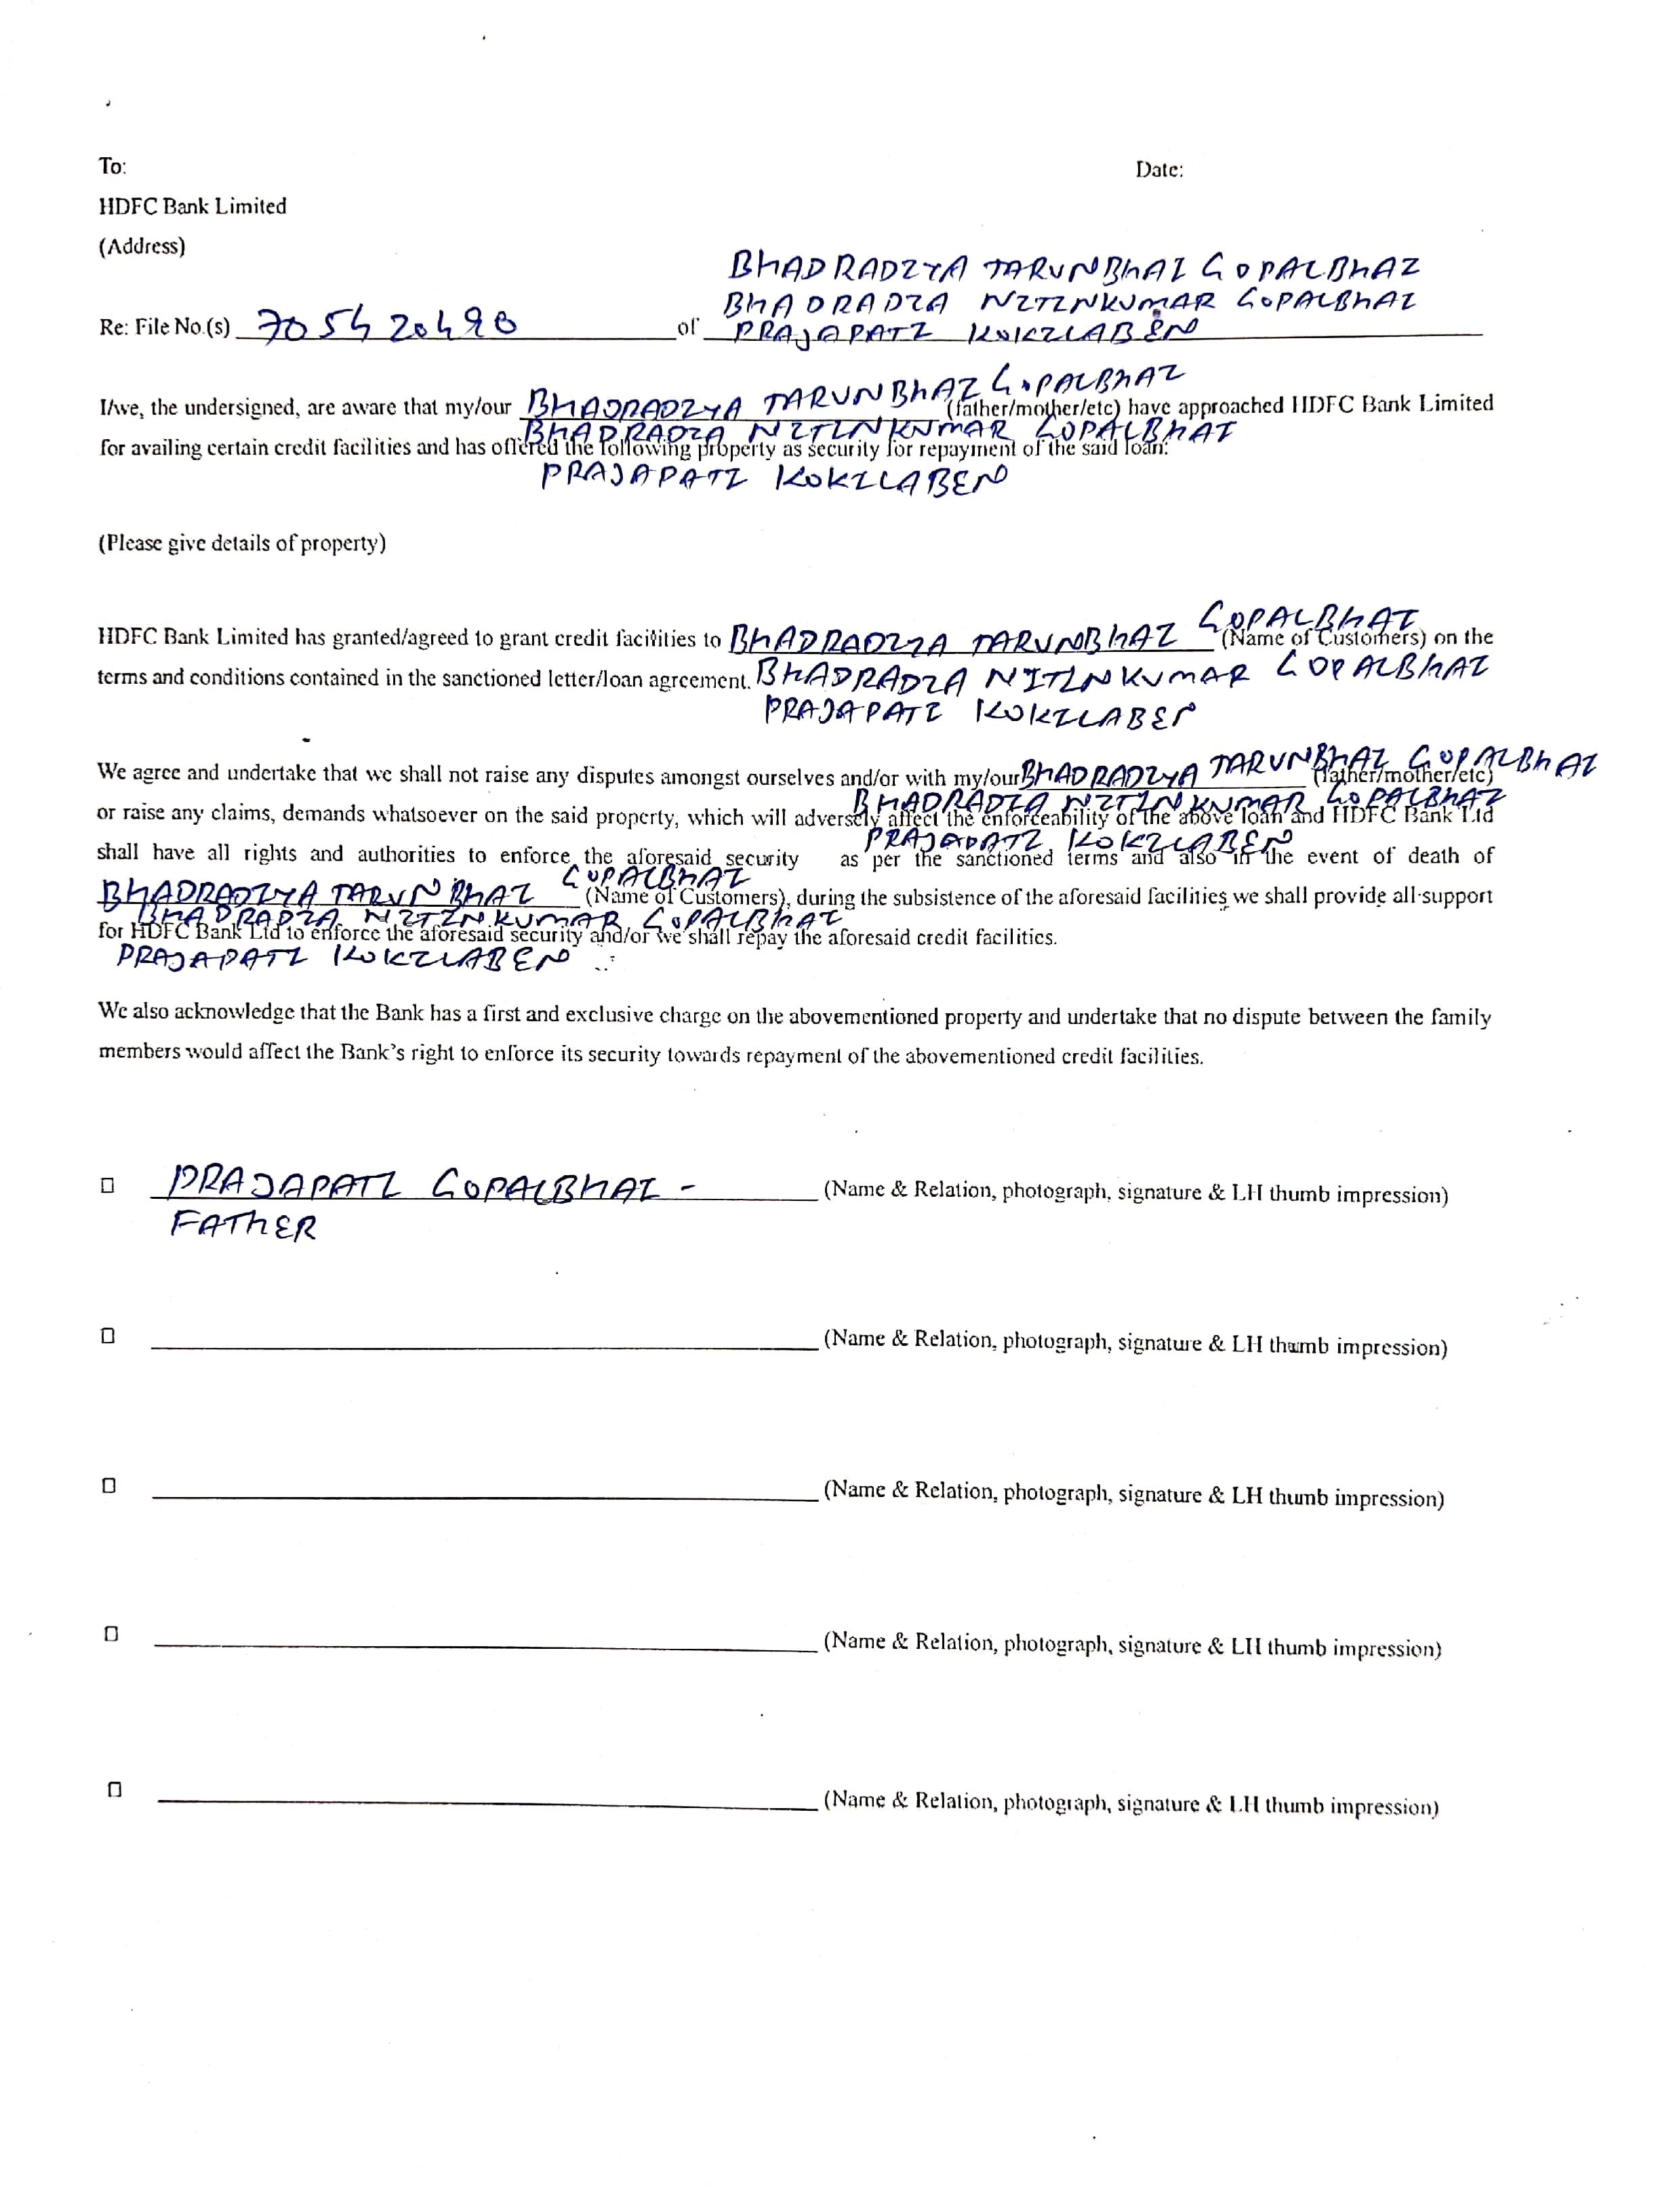 To: Date:
HDFC Bank Limited
(Address)
BHADRADIYA TARUNBHAI GOPALBHAI
BHADRADIA NITINKUMAR GOPALBHAI
Re: File No.(s) 705420490 of PRAJAPATI KOKILABEN
BHADRADIYA TARUNBHAI GOPALBHAI
I/we, the undersigned, are aware that my/our (father/mother/etc) have approached HDFC Bank Limited
BHADRADIA NITINKUMAR GOPALBHAI
for availing certain credit facilities and has offered the following property as security for repayment of the said loan:
PRAJAPATI KOKILABEN
(Please give details of property)
GOPALBHAI
HDFC Bank Limited has granted/agreed to grant credit facilities to BHADRADIYA TARUNBHAI (Name of Customers) on the
terms and conditions contained in the sanctioned letter/loan agreement. BHADRADIA NITINKUMAR GOPALBHAI
PRAJAPATI KOKILABEN
We agree and undertake that we shall not raise any disputes amongst ourselves and/or with my/our BHADRADIYA TARUNBHAI GOPALBHAI (father/mother/etc)
BHADRADIA NITINKUMAR GOPALBHAI
or raise any claims, demands whatsoever on the said property, which will adversely affect the enforceability of the above loan and HDFC Bank Ltd
PRAJAPATI KOKILABEN
shall have all rights and authorities to enforce the aforesaid security as per the sanctioned terms and also in the event of death of
GOPALBHAI
BHADRADIYA TARUNBHAI (Name of Customers), during the subsistence of the aforesaid facilities we shall provide all support
BHADRADIA NITINKUMAR GOPALBHAI
for HDFC Bank Ltd to enforce the aforesaid security and/or we shall repay the aforesaid credit facilities.
PRAJAPATI KOKILABEN
We also acknowledge that the Bank has a first and exclusive charge on the abovementioned property and undertake that no dispute between the family
members would affect the Bank's right to enforce its security towards repayment of the abovementioned credit facilities.
PRAJAPATI GOPALBHAI - (Name & Relation, photograph, signature & LH thumb impression)
FATHER
(Name & Relation, photograph, signature & LH thumb impression)
(Name & Relation, photograph, signature & LH thumb impression)
(Name & Relation, photograph, signature & LH thumb impression)
(Name & Relation, photograph, signature & LH thumb impression)